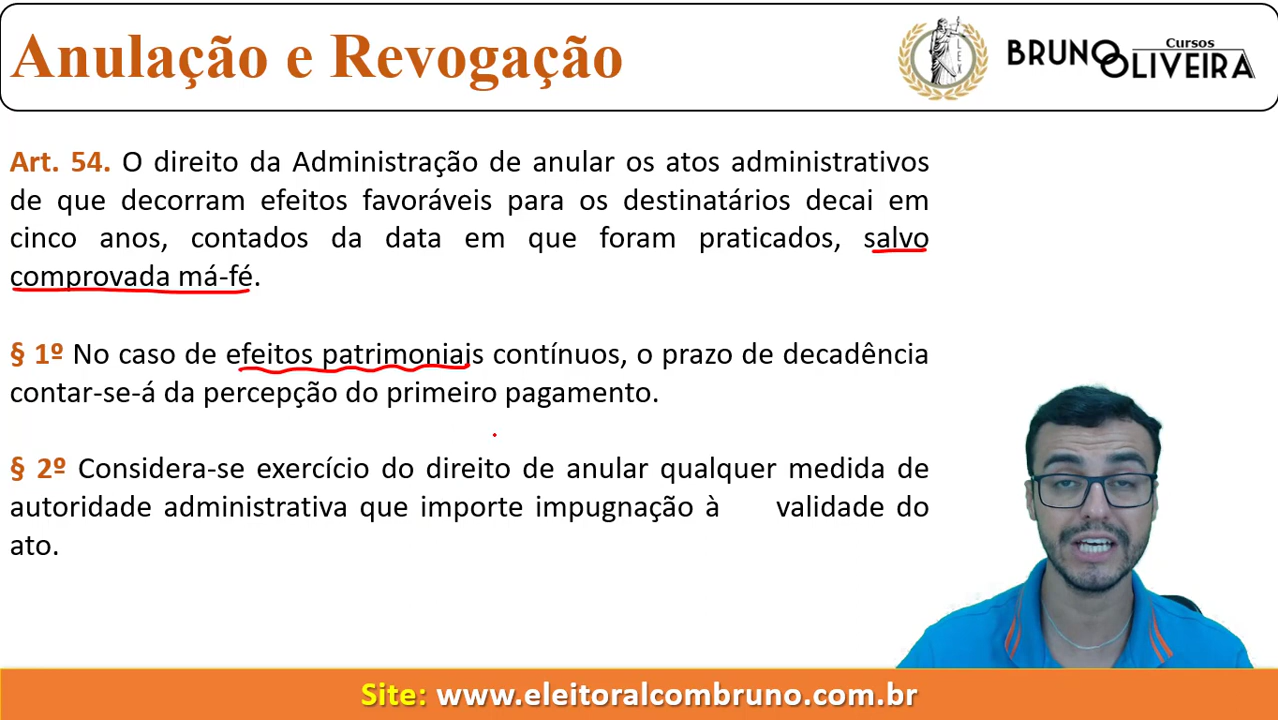 Anulação e Revogação
LEX
Cursos
BRUNO OLIVEIRA
Art. 54. O direito da Administração de anular os atos administrativos
de que decorram efeitos favoráveis para os destinatários decai em
cinco anos, contados da data em que foram praticados, salvo
comprovada má-fé.
§ 1º No caso de efeitos patrimoniais contínuos, o prazo de decadência
contar-se-á da percepção do primeiro pagamento.
§ 2º Considera-se exercício do direito de anular qualquer medida de
autoridade administrativa que importe impugnação à validade do
ato.
Site: www.eleitoralcombruno.com.br